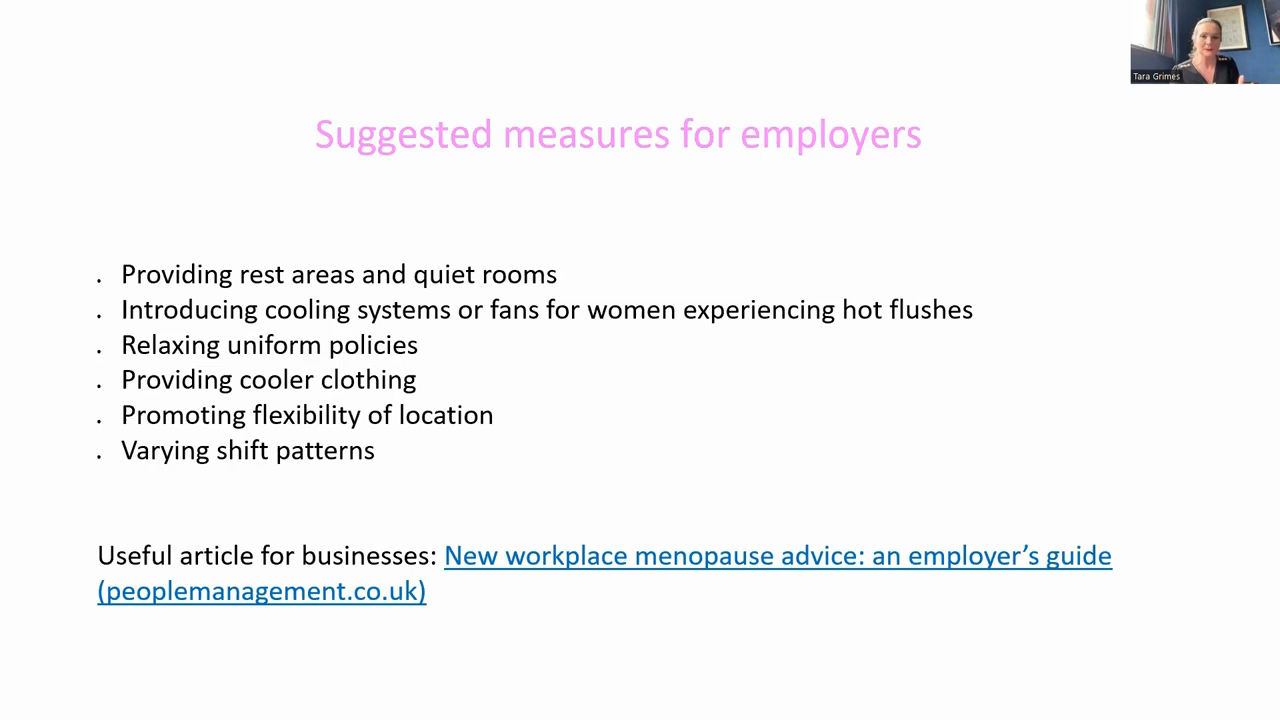 Tara Grimes
Suggested measures for employers
. Providing rest areas and quiet rooms
. Introducing cooling systems or fans for women experiencing hot flushes
. Relaxing uniform policies
. Providing cooler clothing
. Promoting flexibility of location
. Varying shift patterns
Useful article for businesses: New workplace menopause advice: an employer’s guide
(peoplemanagement.co.uk)